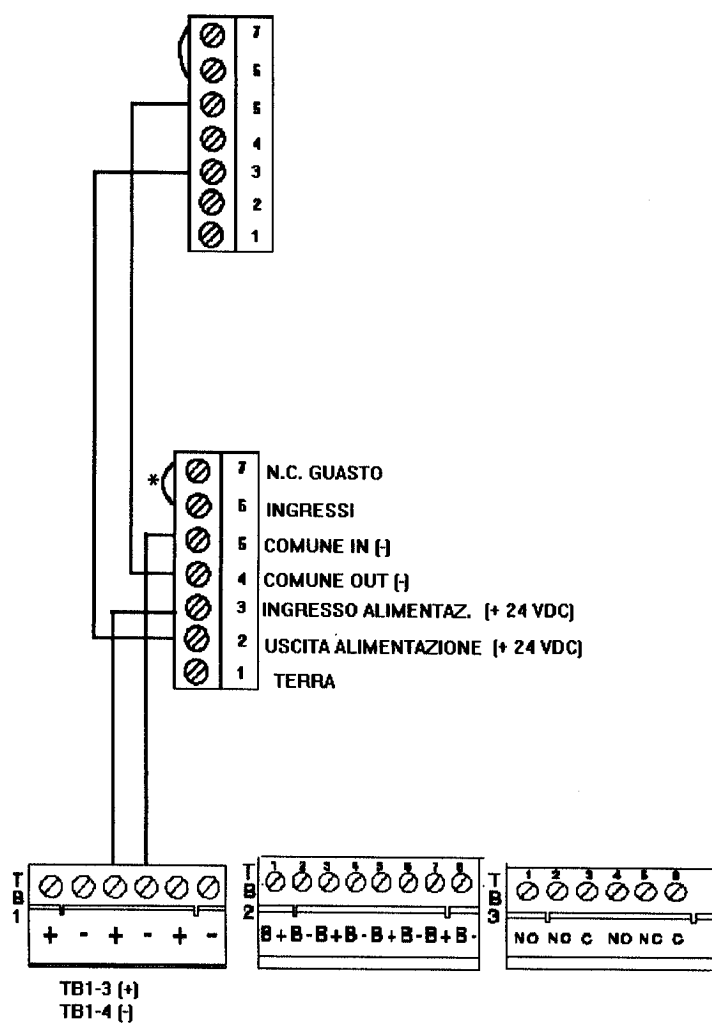 7
6
5
4
3
2
1
* 7 N.C. GUASTO
6 INGRESSI
5 COMUNE IN (-)
4 COMUNE OUT (-)
3 INGRESSO ALIMENTAZ. (+ 24 VDC)
2 USCITA ALIMENTAZIONE (+ 24 VDC)
1 TERRA
TB1
+ - + - + -
TB2
1 2 3 4 5 6 7 8
B+ B- B+ B- B+ B- B+ B-
TB3
1 2 3 4 5 6
NO NC C NO NC C
TB1-3 (+)
TB1-4 (-)